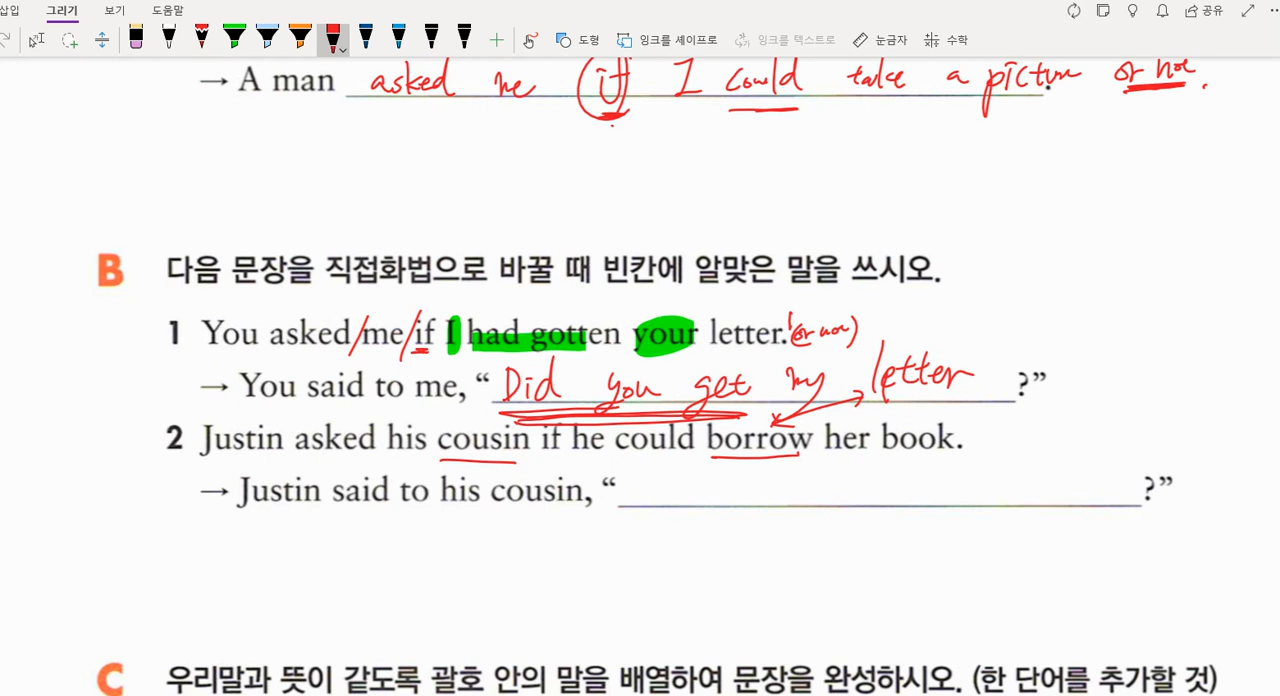 삽입 그리기 보기 도움말
공유
도형 잉크를 셰이프로 잉크를 텍스트로 눈금자 수학
→ A man asked me (if) I could take a picture or not.
B 다음 문장을 직접화법으로 바꿀 때 빈칸에 알맞은 말을 쓰시오.
1 You asked/me/if I had gotten your letter.(or not)
→ You said to me, “Did you get my letter?”
2 Justin asked his cousin if he could borrow her book.
→ Justin said to his cousin, “ ?”
C 우리말과 뜻이 같도록 괄호 안의 말을 배열하여 문장을 완성하시오. (한 단어를 추가할 것)